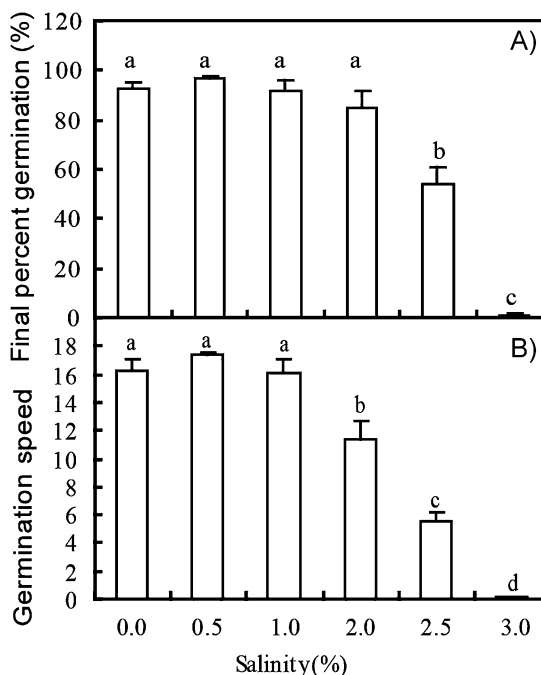 Final percent germination (%)
120
100
80
60
40
20
0
A)
a
a
a
a
b
c
Germination speed
18
16
14
12
10
8
6
4
2
0
B)
a
a
a
b
c
d
0.0 0.5 1.0 2.0 2.5 3.0
Salinity(%)